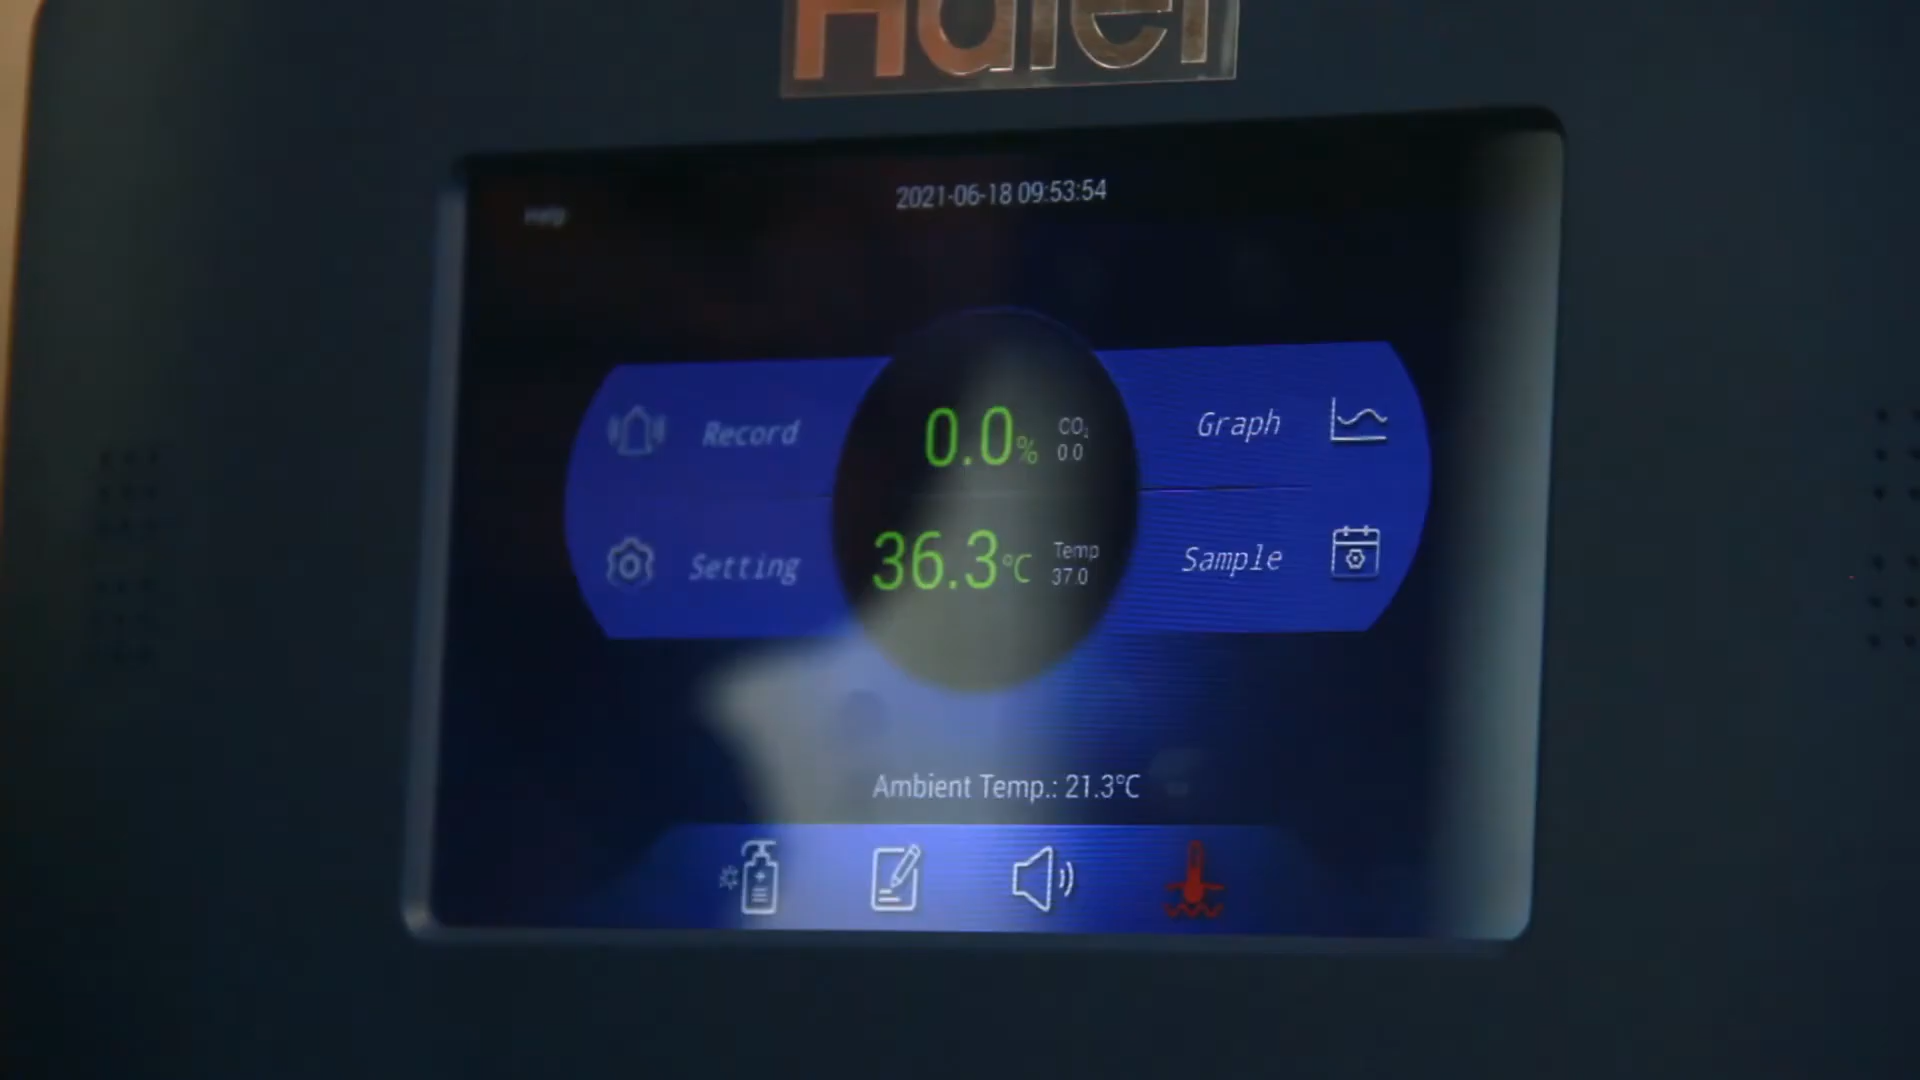 Haier
2021-06-18 09:53:54
Help
Record
0.0% CO₂ 0.0
Graph
Setting
36.3°C Temp 37.0
Sample
Ambient Temp.: 21.3°C